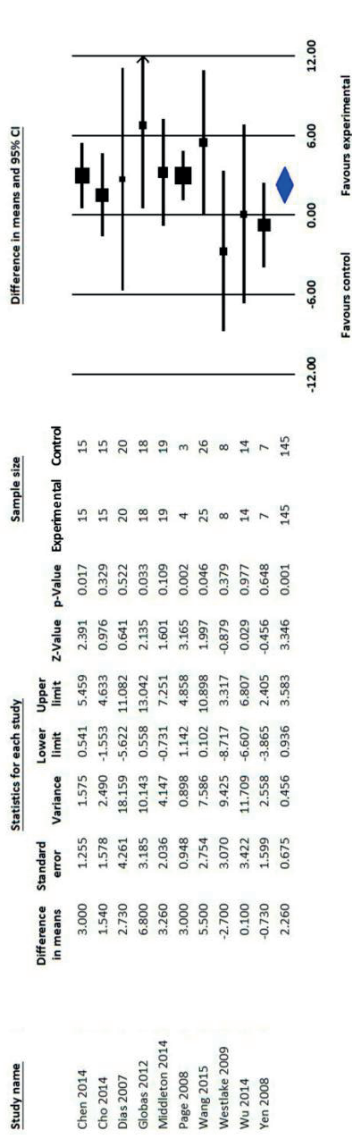 Study name Statistics for each study Sample size Difference in means and 95% CI
Difference in means Standard error Variance Lower limit Upper limit Z-Value p-Value Experimental Control
Chen 2014 3.000 1.255 1.575 0.541 5.459 2.391 0.017 15 15
Cho 2014 1.540 1.578 2.490 -1.553 4.633 0.976 0.329 15 15
Dias 2007 2.730 4.261 18.159 -5.622 11.082 0.641 0.522 20 20
Globas 2012 6.800 3.185 10.143 0.558 13.042 2.135 0.033 18 18
Middleton 2014 3.260 2.036 4.147 -0.731 7.251 1.601 0.109 19 19
Page 2008 3.000 0.948 0.898 1.142 4.858 3.165 0.002 4 3
Wang 2015 5.500 2.754 7.586 0.102 10.898 1.997 0.046 25 26
Westlake 2009 -2.700 3.070 9.425 -8.717 3.317 -0.879 0.379 8 8
Wu 2014 0.100 3.422 11.709 -6.607 6.807 0.029 0.977 14 14
Yen 2008 -0.730 1.599 2.558 -3.865 2.405 -0.456 0.648 7 7
2.260 0.675 0.456 0.936 3.583 3.346 0.001 145 145
-12.00 -6.00 0.00 6.00 12.00
Favours control Favours experimental